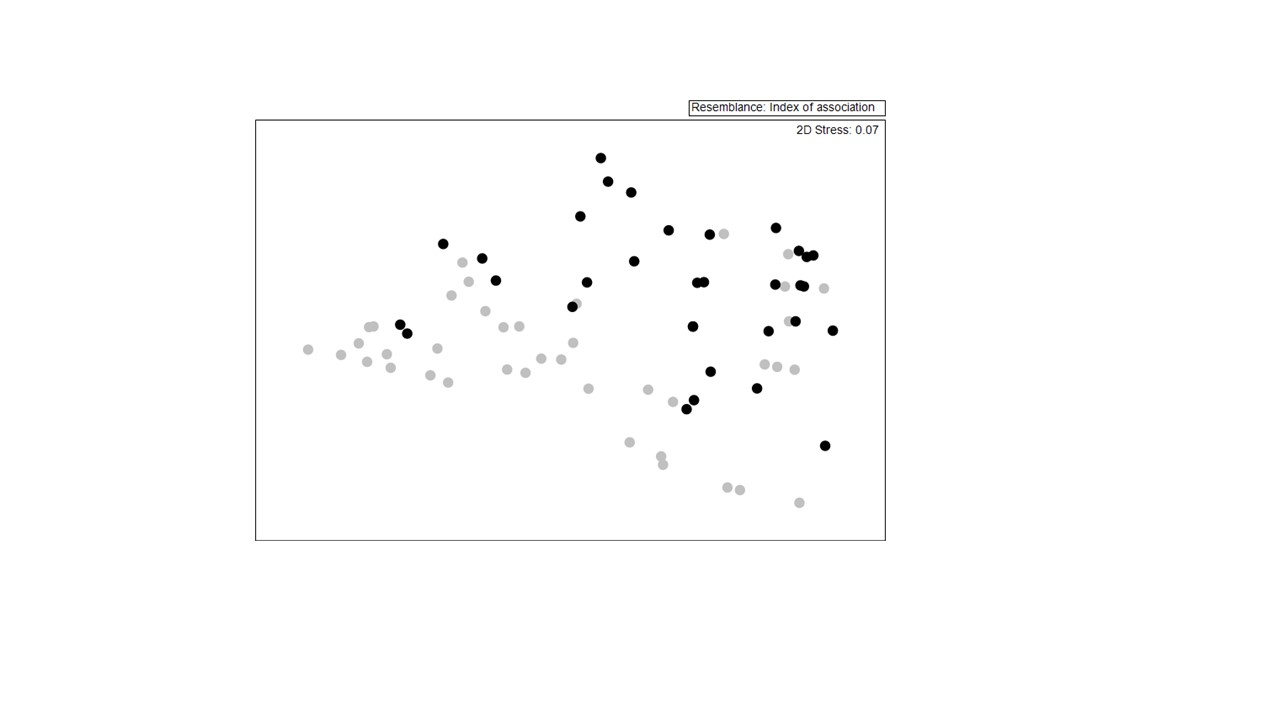 Resemblance: Index of association
2D Stress: 0.07